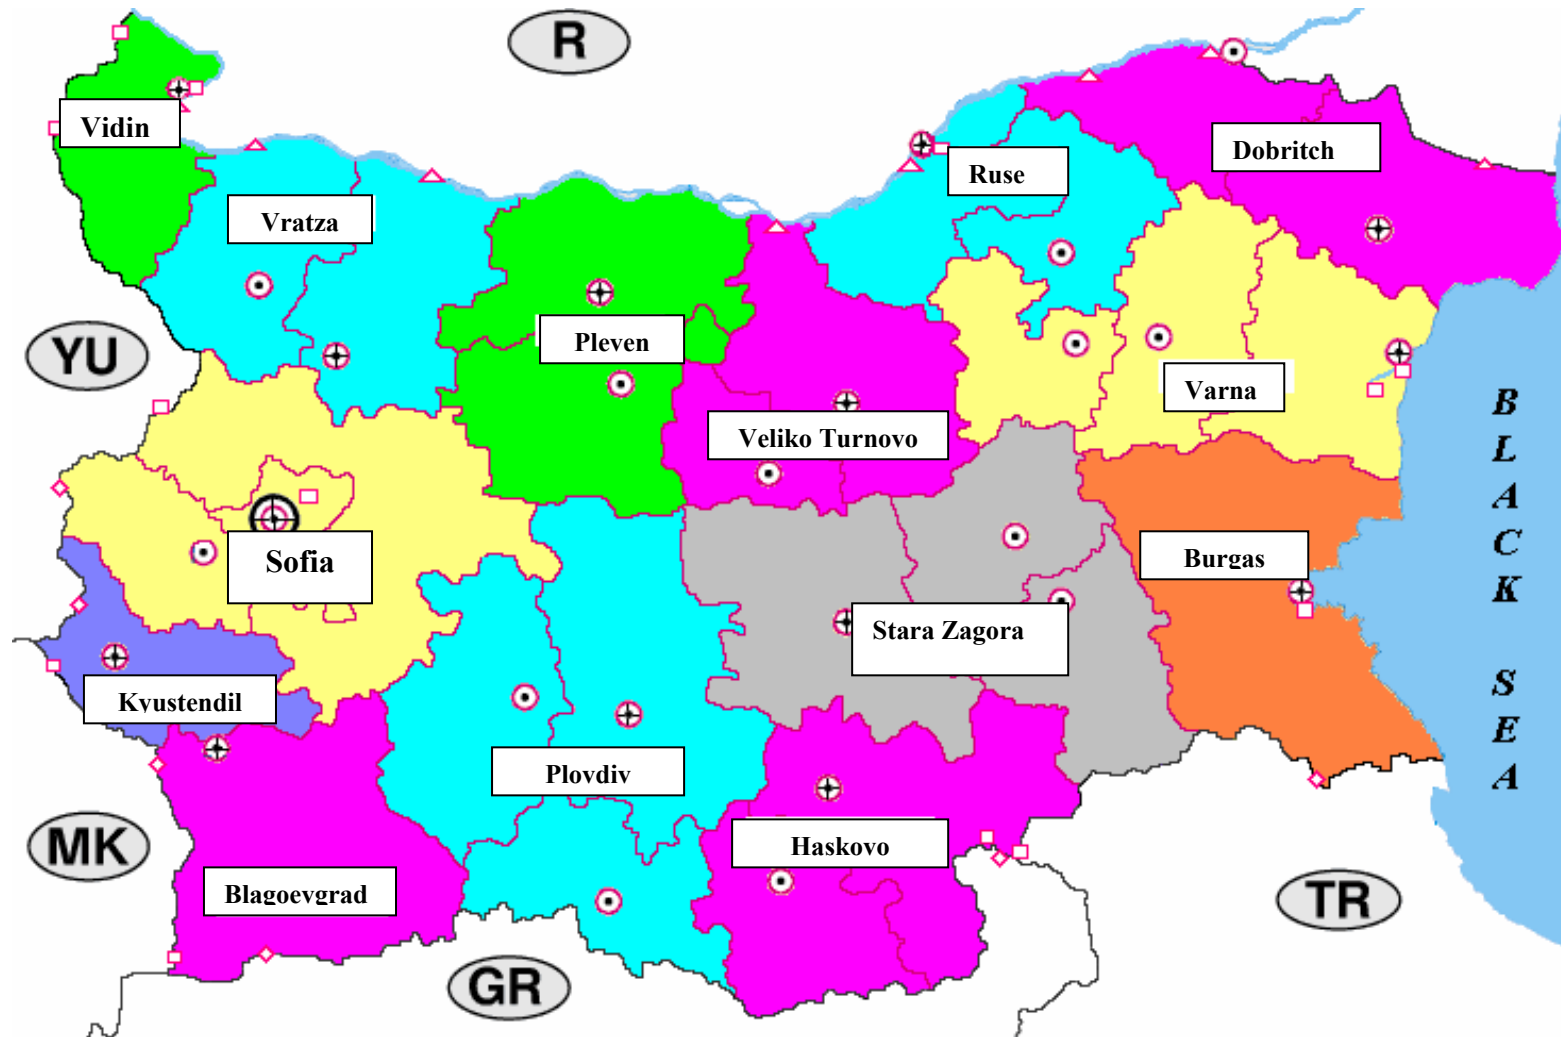 R
Vidin
Vratza
Ruse
Dobritch
YU
Pleven
Veliko Turnovo
Varna
B
L
A
C
K
S
E
A
Sofia
Burgas
Stara Zagora
Kyustendil
Plovdiv
Haskovo
MK
Blagoevgrad
TR
GR